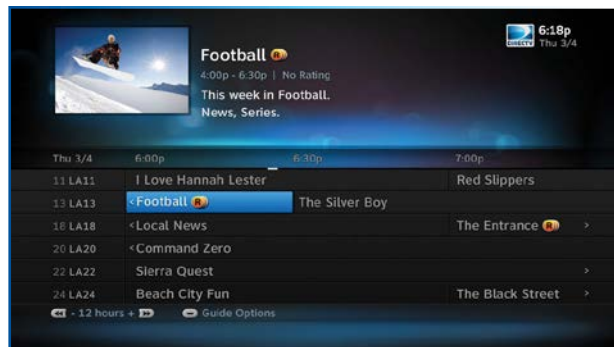 6:18p
DIRECTV Thu 3/4
Football R
4:00p - 6:30p | No Rating
This week in Football.
News, Series.
Thu 3/4 6:00p 6:30p 7:00p
11 LA11 I Love Hannah Lester Red Slippers
13 LA13 <Football R The Silver Boy
18 LA18 <Local News The Entrance R >
20 LA20 <Command Zero
22 LA22 Sierra Quest >
24 LA24 Beach City Fun The Black Street >
- 12 hours + Guide Options